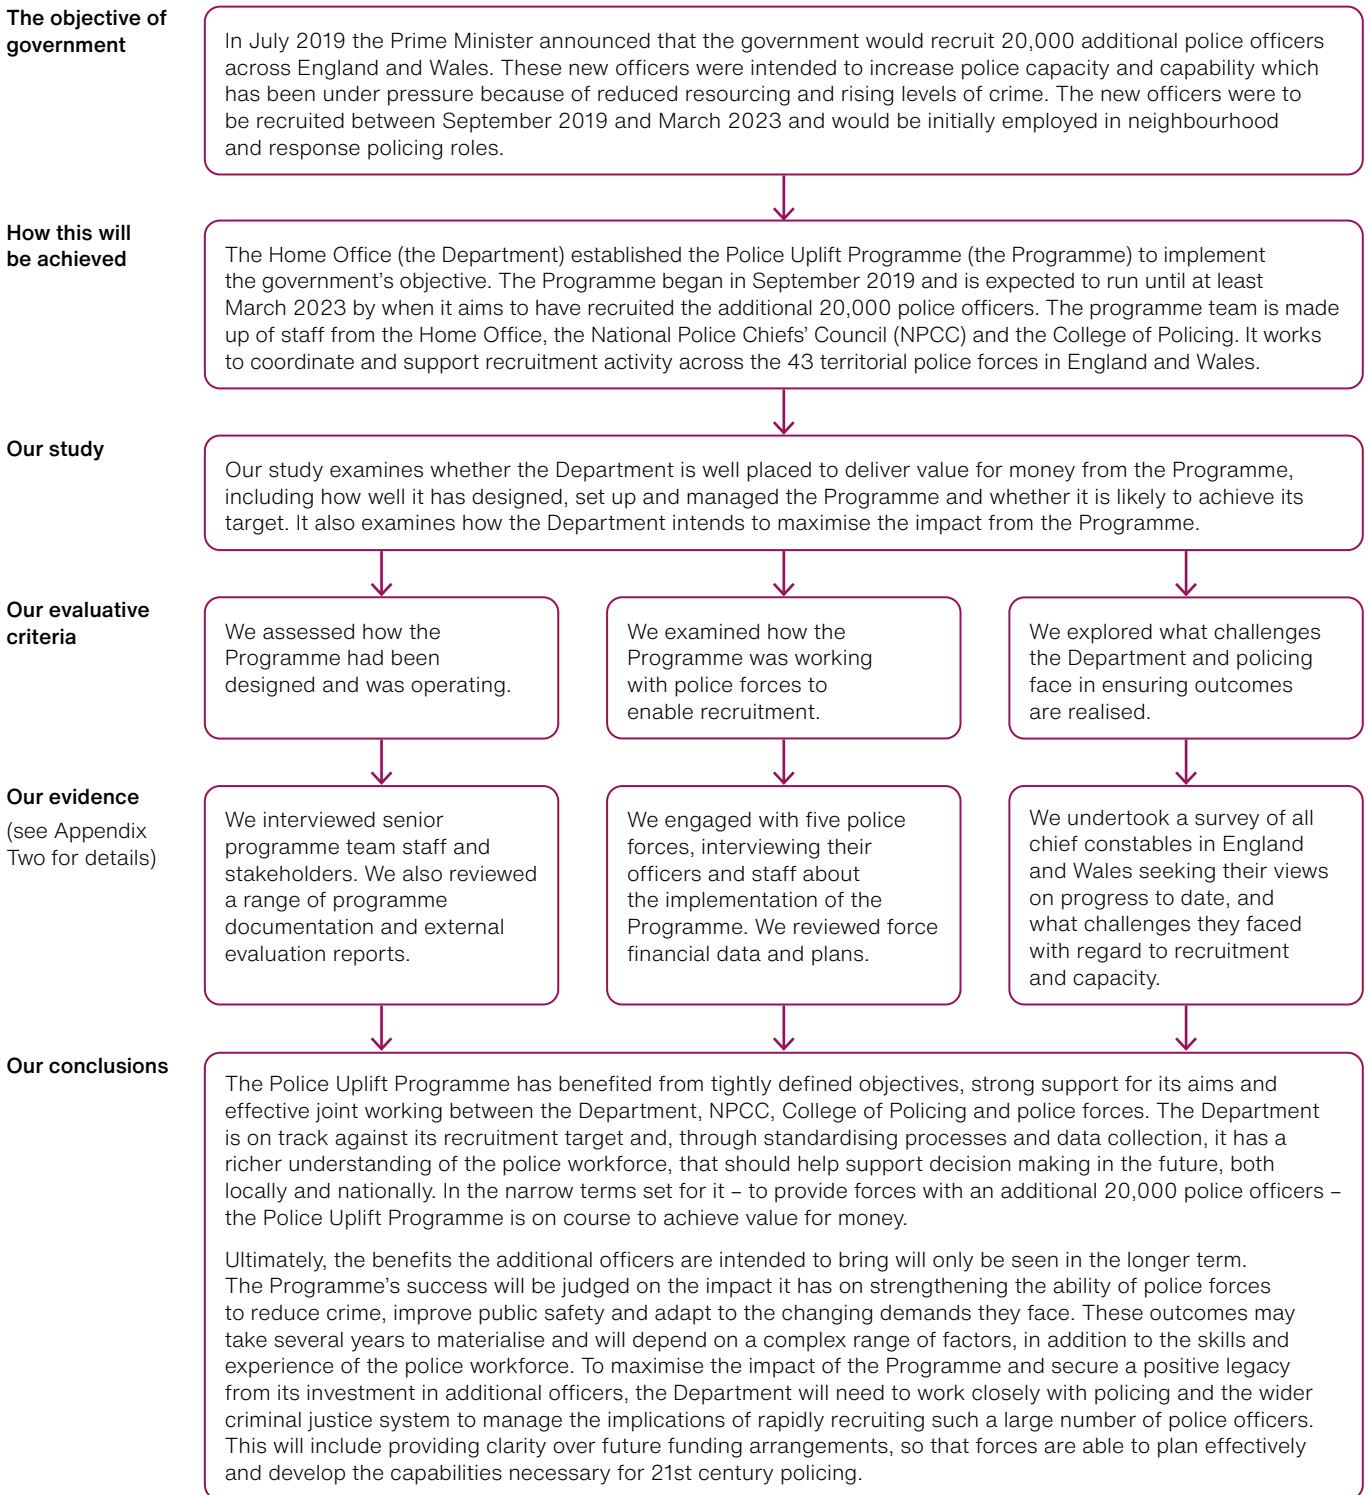 The objective of
government
In July 2019 the Prime Minister announced that the government would recruit 20,000 additional police officers
across England and Wales. These new officers were intended to increase police capacity and capability which
has been under pressure because of reduced resourcing and rising levels of crime. The new officers were to
be recruited between September 2019 and March 2023 and would be initially employed in neighbourhood
and response policing roles.
How this will
be achieved
The Home Office (the Department) established the Police Uplift Programme (the Programme) to implement
the government’s objective. The Programme began in September 2019 and is expected to run until at least
March 2023 by when it aims to have recruited the additional 20,000 police officers. The programme team is made
up of staff from the Home Office, the National Police Chiefs’ Council (NPCC) and the College of Policing. It works
to coordinate and support recruitment activity across the 43 territorial police forces in England and Wales.
Our study
Our study examines whether the Department is well placed to deliver value for money from the Programme,
including how well it has designed, set up and managed the Programme and whether it is likely to achieve its
target. It also examines how the Department intends to maximise the impact from the Programme.
Our evaluative
criteria
We assessed how the
Programme had been
designed and was operating.
We examined how the
Programme was working
with police forces to
enable recruitment.
We explored what challenges
the Department and policing
face in ensuring outcomes
are realised.
Our evidence
(see Appendix
Two for details)
We interviewed senior
programme team staff and
stakeholders. We also reviewed
a range of programme
documentation and external
evaluation reports.
We engaged with five police
forces, interviewing their
officers and staff about
the implementation of the
Programme. We reviewed force
financial data and plans.
We undertook a survey of all
chief constables in England
and Wales seeking their views
on progress to date, and
what challenges they faced
with regard to recruitment
and capacity.
Our conclusions
The Police Uplift Programme has benefited from tightly defined objectives, strong support for its aims and
effective joint working between the Department, NPCC, College of Policing and police forces. The Department
is on track against its recruitment target and, through standardising processes and data collection, it has a
richer understanding of the police workforce, that should help support decision making in the future, both
locally and nationally. In the narrow terms set for it – to provide forces with an additional 20,000 police officers –
the Police Uplift Programme is on course to achieve value for money.
Ultimately, the benefits the additional officers are intended to bring will only be seen in the longer term.
The Programme’s success will be judged on the impact it has on strengthening the ability of police forces
to reduce crime, improve public safety and adapt to the changing demands they face. These outcomes may
take several years to materialise and will depend on a complex range of factors, in addition to the skills and
experience of the police workforce. To maximise the impact of the Programme and secure a positive legacy
from its investment in additional officers, the Department will need to work closely with policing and the wider
criminal justice system to manage the implications of rapidly recruiting such a large number of police officers.
This will include providing clarity over future funding arrangements, so that forces are able to plan effectively
and develop the capabilities necessary for 21st century policing.